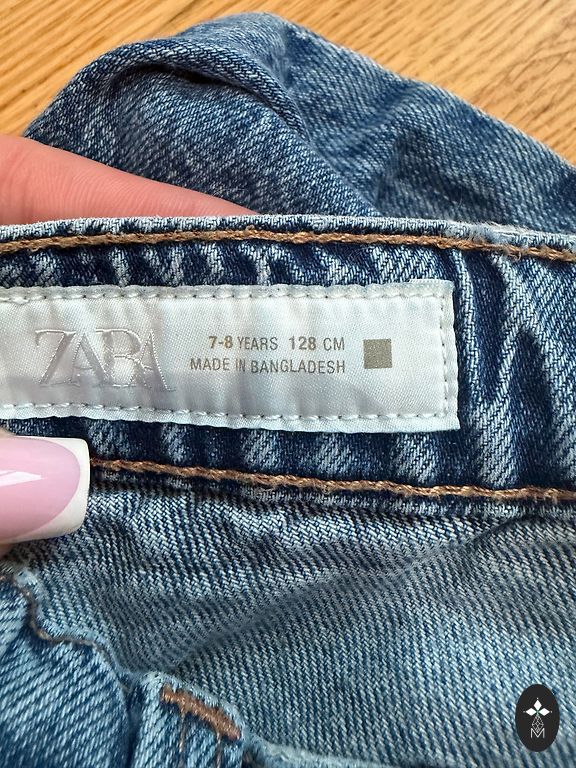 ZARA
7-8 YEARS 128 CM
MADE IN BANGLADESH
M